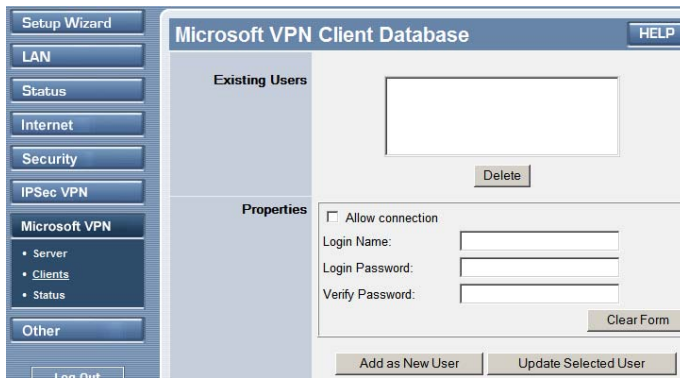 Setup Wizard
LAN
Status
Internet
Security
IPSec VPN
Microsoft VPN
• Server
• Clients
• Status
Other
Log Out
Microsoft VPN Client Database
HELP
Existing Users
Delete
Properties
Allow connection
Login Name:
Login Password:
Verify Password:
Clear Form
Add as New User
Update Selected User